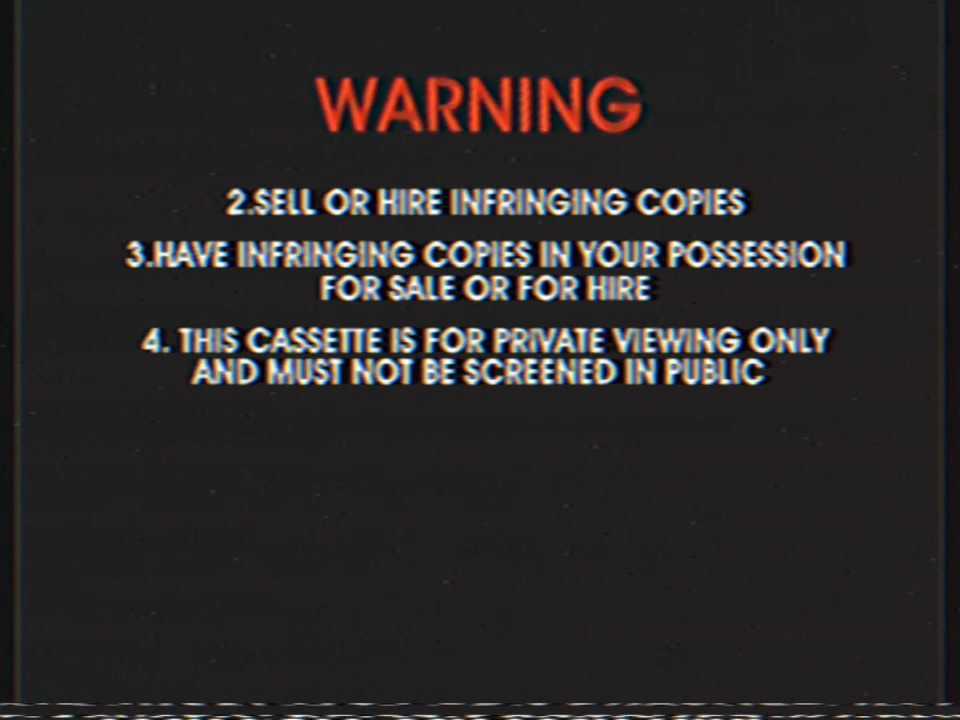 WARNING
2.SELL OR HIRE INFRINGING COPIES
3.HAVE INFRINGING COPIES IN YOUR POSSESSION
FOR SALE OR FOR HIRE
4. THIS CASSETTE IS FOR PRIVATE VIEWING ONLY
AND MUST NOT BE SCREENED IN PUBLIC